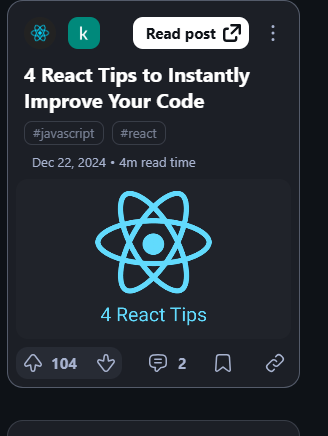 k
Read post
4 React Tips to Instantly
Improve Your Code
#javascript #react
Dec 22, 2024 • 4m read time
4 React Tips
104 2